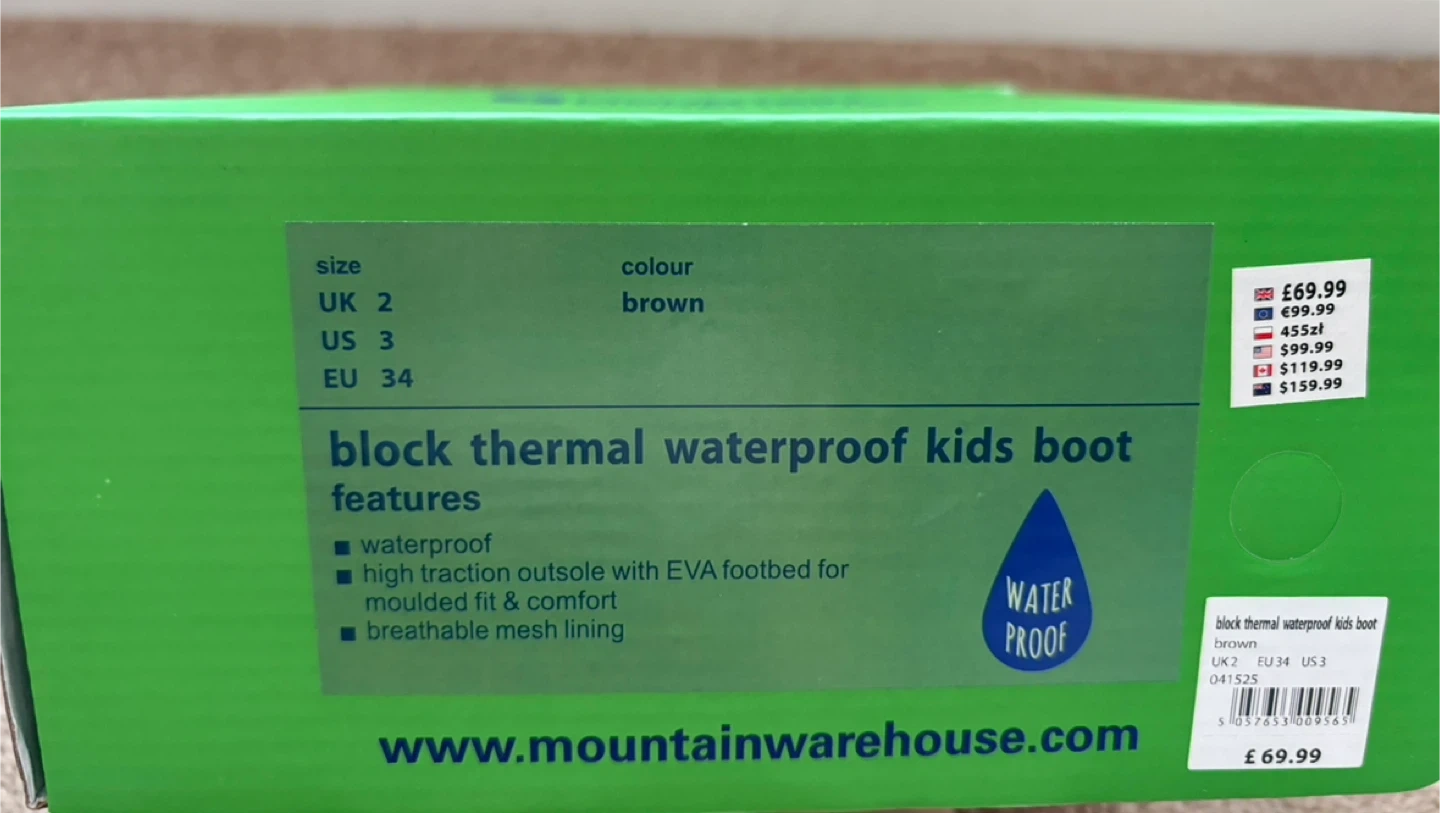 size
UK 2
US 3
EU 34
colour
brown
block thermal waterproof kids boot
features
■ waterproof
■ high traction outsole with EVA footbed for
moulded fit & comfort
■ breathable mesh lining
WATER
PROOF
www.mountainwarehouse.com
£69.99
€99.99
455zł
$99.99
$119.99
$159.99
block thermal waterproof kids boot
brown
UK 2 EU 34 US 3
041525
5 057653 009565
£ 69.99